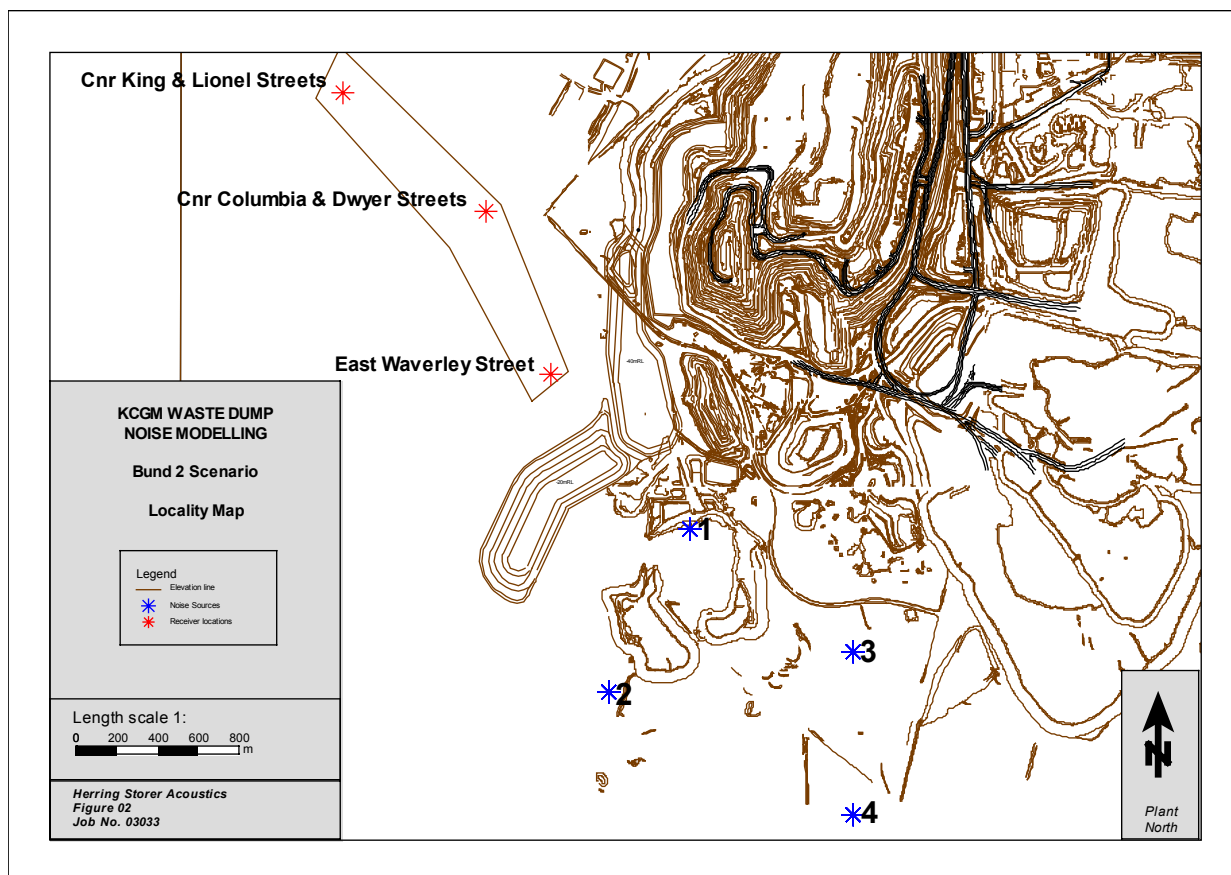 Cnr King & Lionel Streets
Cnr Columbia & Dwyer Streets
East Waverley Street
-40mRL
-20mRL
1
2
3
4
KCGM WASTE DUMP
NOISE MODELLING
Bund 2 Scenario
Locality Map
Legend
Elevation line
Noise Sources
Receiver locations
Length scale 1:
0 200 400 600 800
m
Herring Storer Acoustics
Figure 02
Job No. 03033
N
Plant
North